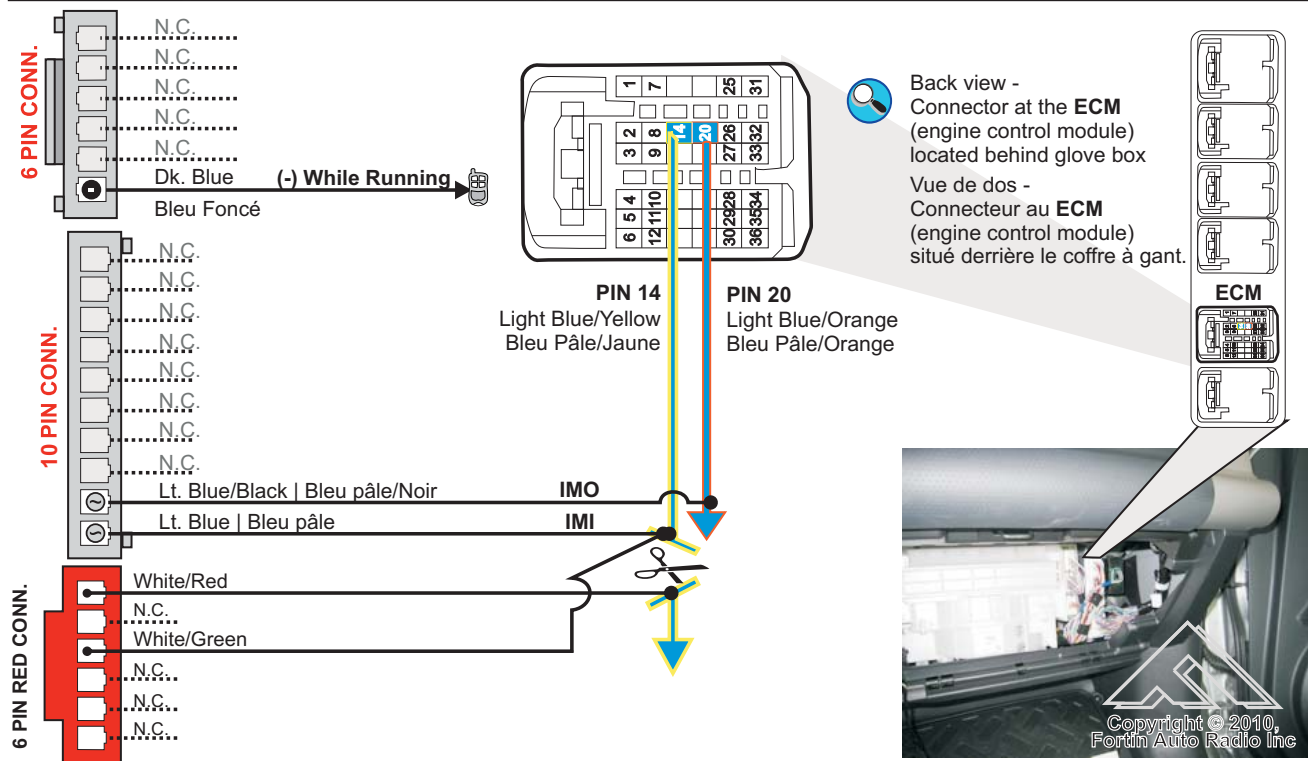 6 PIN CONN.
N.C.
N.C.
N.C.
N.C.
N.C.
Dk. Blue
(-) While Running
Bleu Foncé
10 PIN CONN.
N.C.
N.C.
N.C.
N.C.
N.C.
N.C.
N.C.
N.C.
Lt. Blue/Black | Bleu pâle/Noir
IMO
Lt. Blue | Bleu pâle
IMI
6 PIN RED CONN.
White/Red
N.C.
White/Green
N.C.
N.C.
N.C.
1 7 25 31
2 8 14 20 26 32
3 9 27 33
4 10 28 34
5 11 29 35
6 12 30 36
PIN 14
Light Blue/Yellow
Bleu Pâle/Jaune
PIN 20
Light Blue/Orange
Bleu Pâle/Orange
Back view -
Connector at the ECM
(engine control module)
located behind glove box
Vue de dos -
Connecteur au ECM
(engine control module)
situé derrière le coffre à gant.
ECM
Copyright © 2010,
Fortin Auto Radio Inc